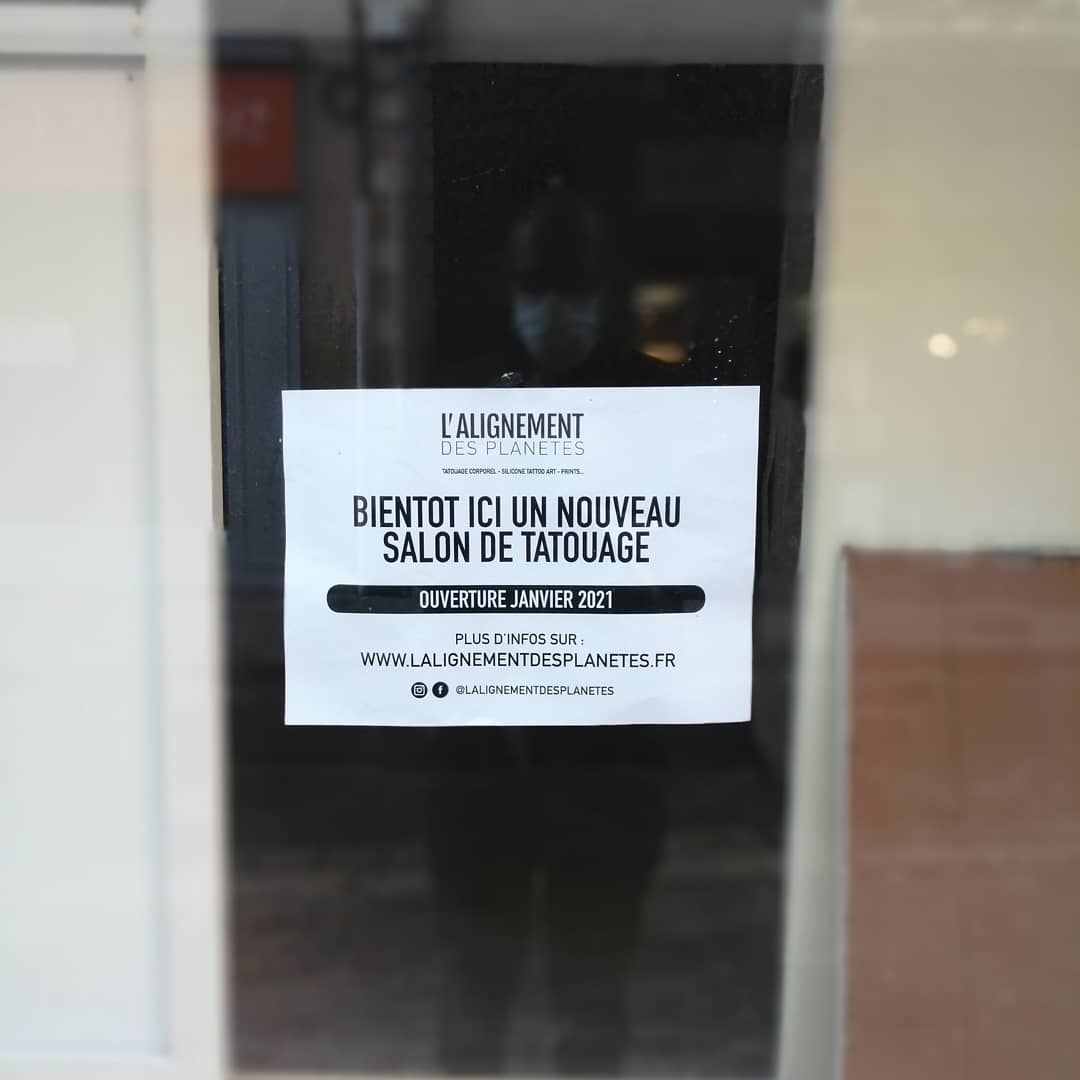 L'ALIGNEMENT
DES PLANETES
TATOUAGE CORPOREL - SILICONE TATTOO ART - PRINTS...
BIENTOT ICI UN NOUVEAU
SALON DE TATOUAGE
OUVERTURE JANVIER 2021
PLUS D'INFOS SUR :
WWW.LALIGNEMENTDESPLANETES.FR
@LALIGNEMENTDESPLANETES